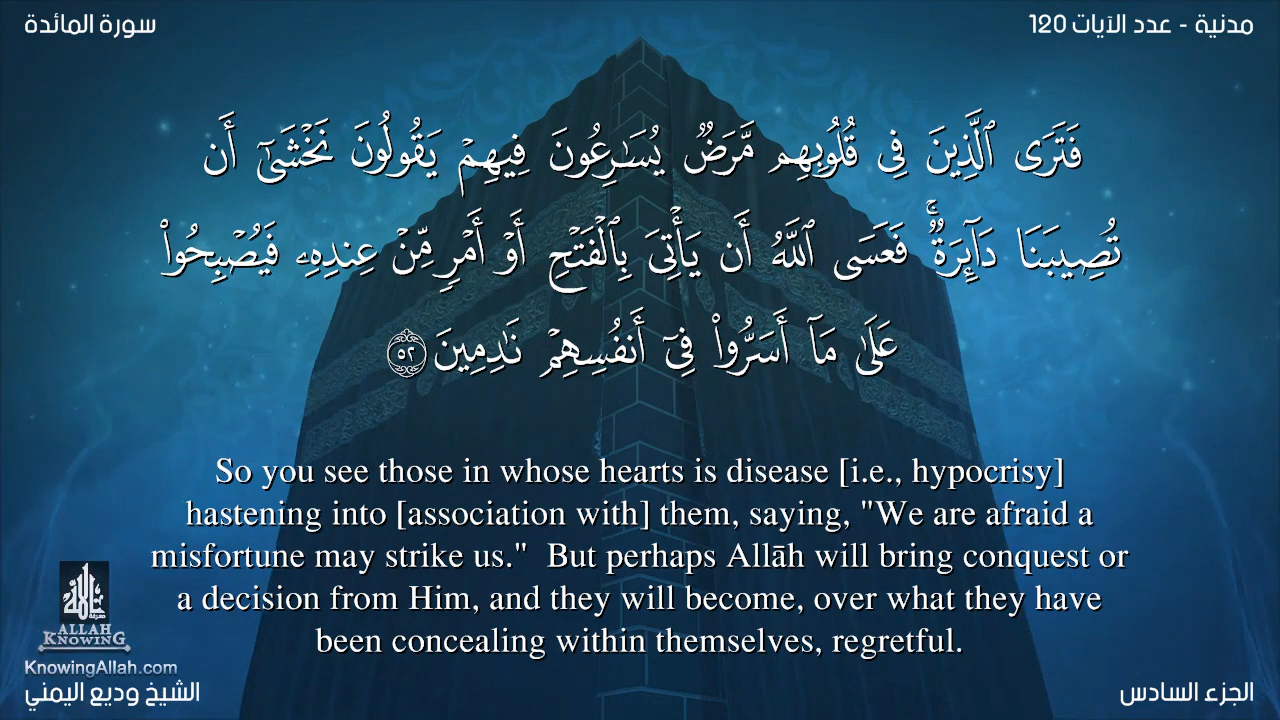 مدنية - عدد الآيات 120
سورة المائدة
فَتَرَى ٱلَّذِينَ فِى قُلُوبِهِم مَّرَضٌ يُسَـٰرِعُونَ فِيهِمْ يَقُولُونَ نَخْشَىٰٓ أَن
تُصِيبَنَا دَآئِرَةٌ ۚ فَعَسَى ٱللَّهُ أَن يَأْتِىَ بِٱلْفَتْحِ أَوْ أَمْرٍ مِّنْ عِندِهِۦ فَيُصْبِحُوا۟
عَلَىٰ مَآ أَسَرُّوا۟ فِىٓ أَنفُسِهِمْ نَـٰدِمِينَ ٥٢
So you see those in whose hearts is disease [i.e., hypocrisy]
hastening into [association with] them, saying, "We are afraid a
misfortune may strike us."  But perhaps Allāh will bring conquest or
a decision from Him, and they will become, over what they have
been concealing within themselves, regretful.
ALLAH
KNOWING
KnowingAllah.com
الشيخ وديع اليمني
الجزء السادس